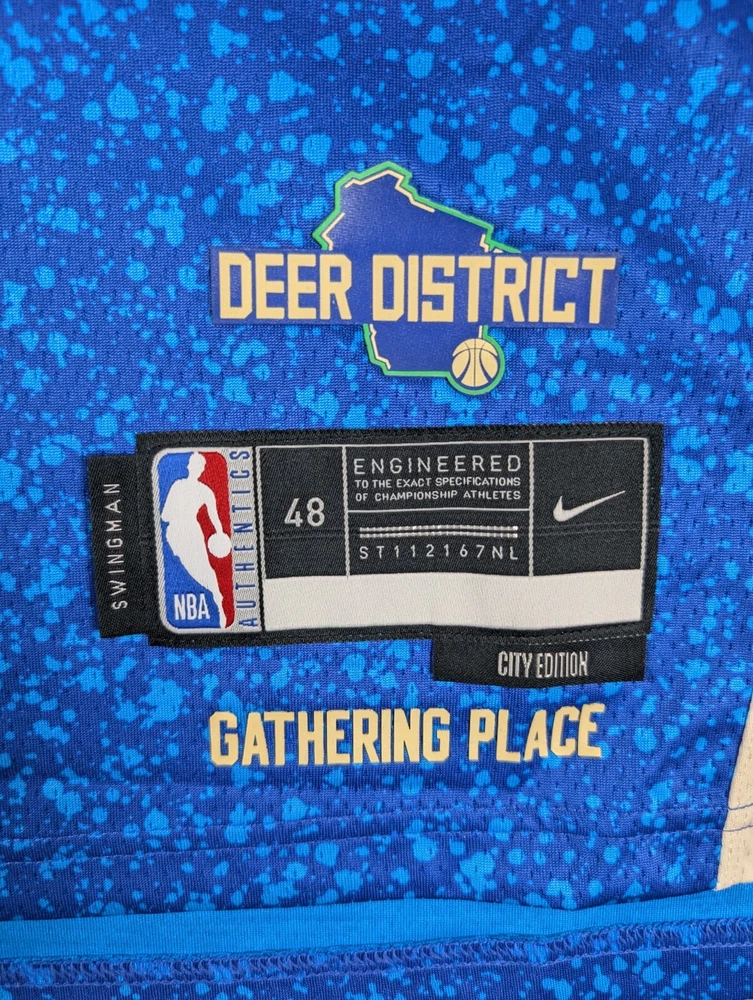 DEER DISTRICT
SWINGMAN
NBA
AUTHENTICS
48
ENGINEERED
TO THE EXACT SPECIFICATIONS
OF CHAMPIONSHIP ATHLETES
ST112167NL
CITY EDITION
GATHERING PLACE